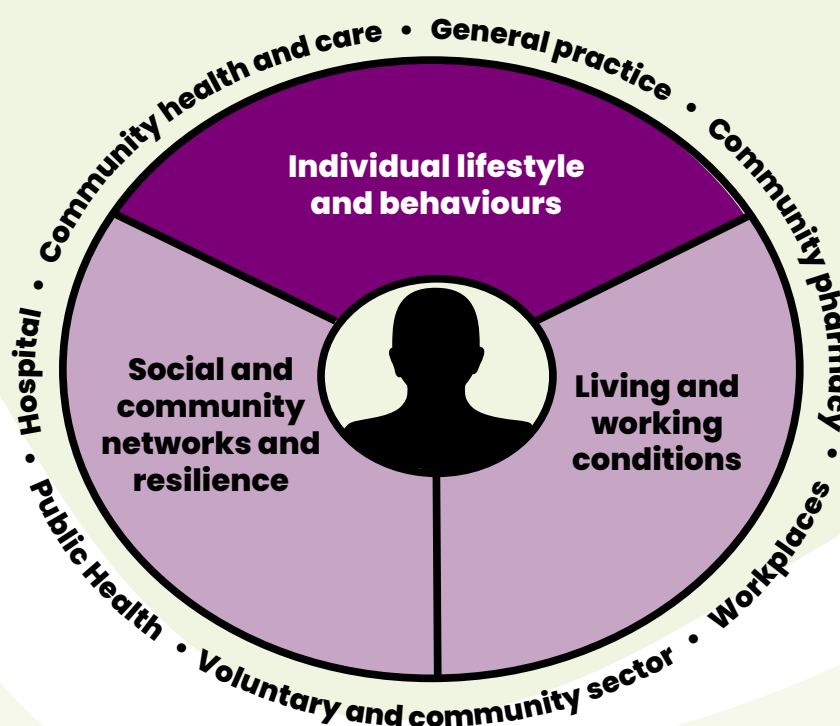 Community health and care • General practice • Community pharmacy • Workplaces • Voluntary and community sector • Public Health • Hospital •
Individual lifestyle
and behaviours
Social and
community
networks and
resilience
Living and
working
conditions